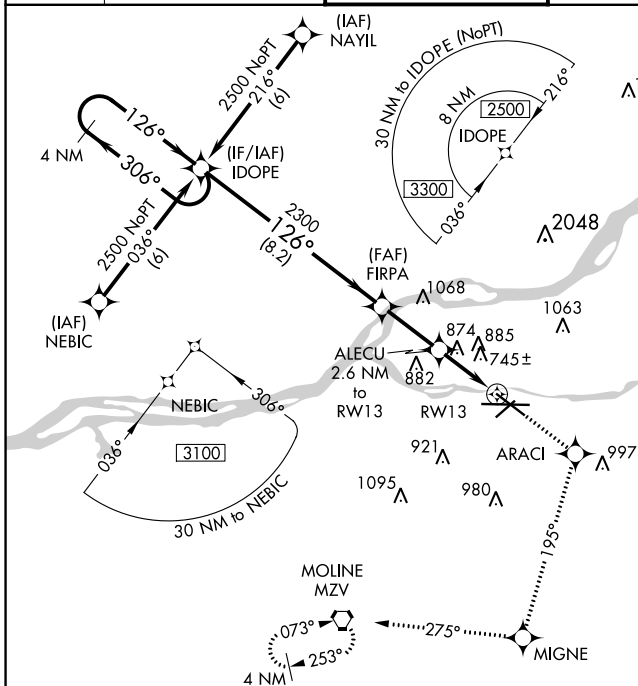 (IAF)
NAYIL
2500 NoPT
216°
(6)
30 NM to IDOPE (NoPT)
8 NM
2500
216°
IDOPE
3300
036°
126°
4 NM
306°
(IF/IAF)
IDOPE
2500 NoPT
036°
(6)
2300
126°
(8.2)
2048
(FAF)
FIRPA
1068
1063
(IAF)
NEBIC
874
885
745±
ALECU
2.6 NM
to
RW13
882
RW13
NEBIC
306°
036°
3100
30 NM to NEBIC
ARACI
921
997
1095
980
195°
MOLINE
MZV
073°
253°
4 NM
275°
MIGNE